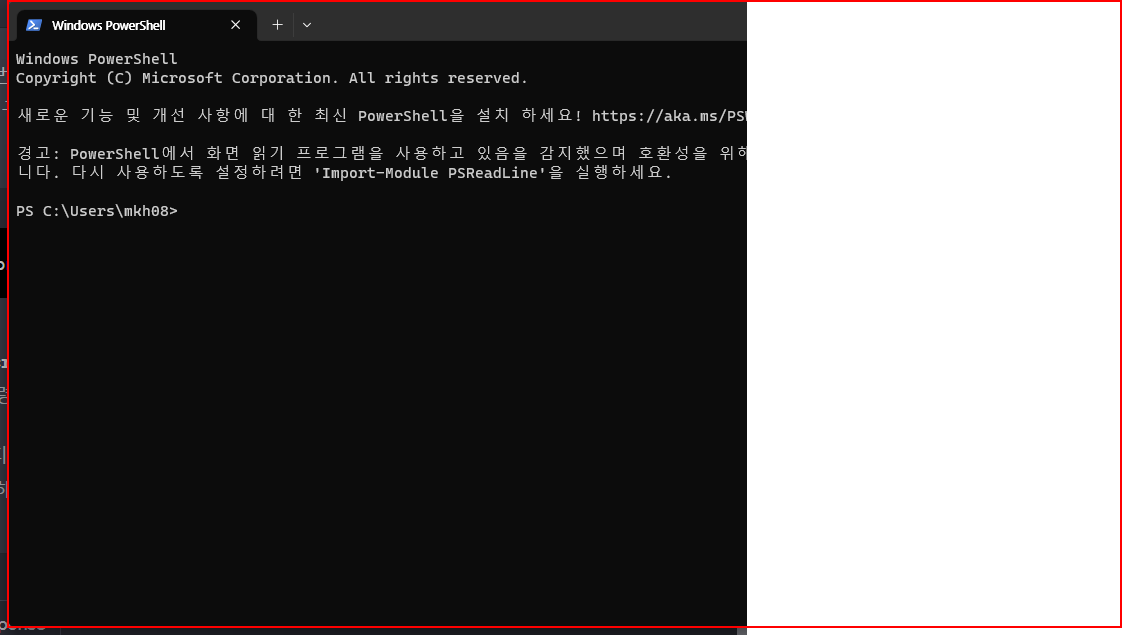 Windows PowerShell
Windows PowerShell
Copyright (C) Microsoft Corporation. All rights reserved.
새로운 기능 및 개선 사항에 대 한 최신 PowerShell을 설치 하세요! https://aka.ms/PS
경고: PowerShell에서 화면 읽기 프로그램을 사용하고 있음을 감지했으며 호환성을 위해
니다. 다시 사용하도록 설정하려면 'Import-Module PSReadLine'을 실행하세요.
PS C:\Users\mkh08>